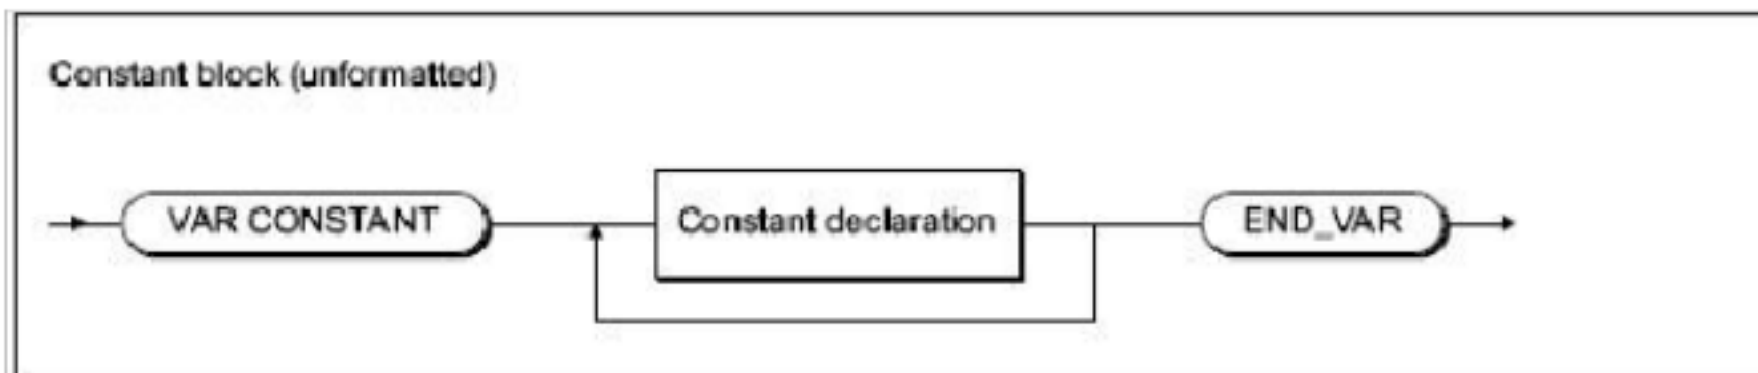 Constant block (unformatted)
VAR CONSTANT
Constant declaration
END_VAR